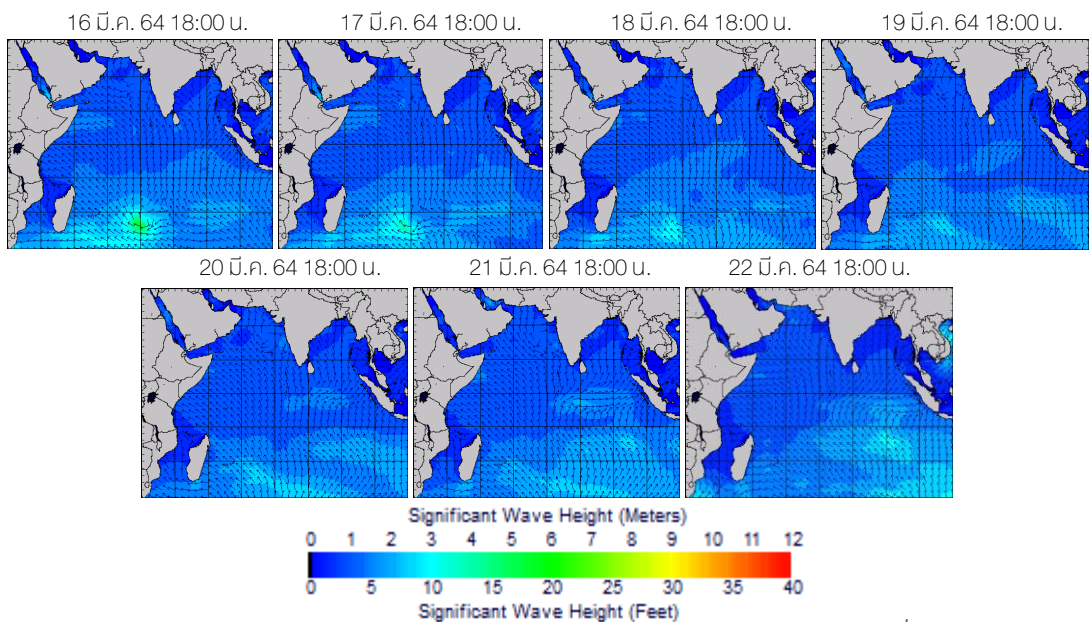 16 มี.ค. 64 18:00 น.
17 มี.ค. 64 18:00 น.
18 มี.ค. 64 18:00 น.
19 มี.ค. 64 18:00 น.
20 มี.ค. 64 18:00 น.
21 มี.ค. 64 18:00 น.
22 มี.ค. 64 18:00 น.
Significant Wave Height (Meters)
0 1 2 3 4 5 6 7 8 9 10 11 12
0 5 10 15 20 25 30 35 40
Significant Wave Height (Feet)